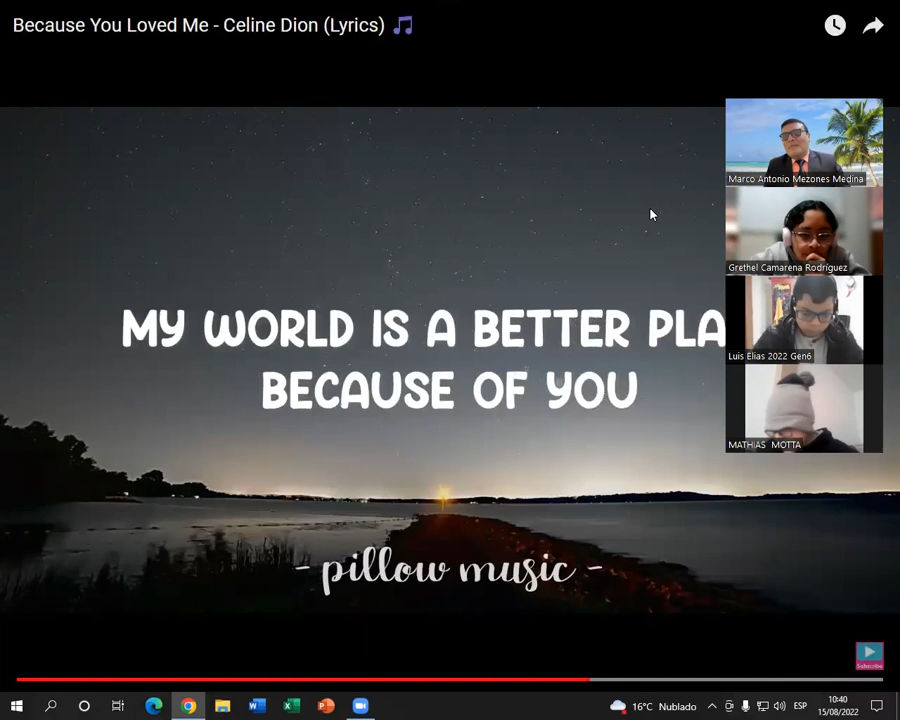 Because You Loved Me - Celine Dion (Lyrics) 🎵
Marco Antonio Mezones Medina
Grethel Camarena Rodríguez
MY WORLD IS A BETTER PLA
BECAUSE OF YOU
Luis Elias 2022 Gen6
MATHIAS MOTTA
- pillow music -
Subscribe
16°C Nublado
ESP
10:40
15/08/2022